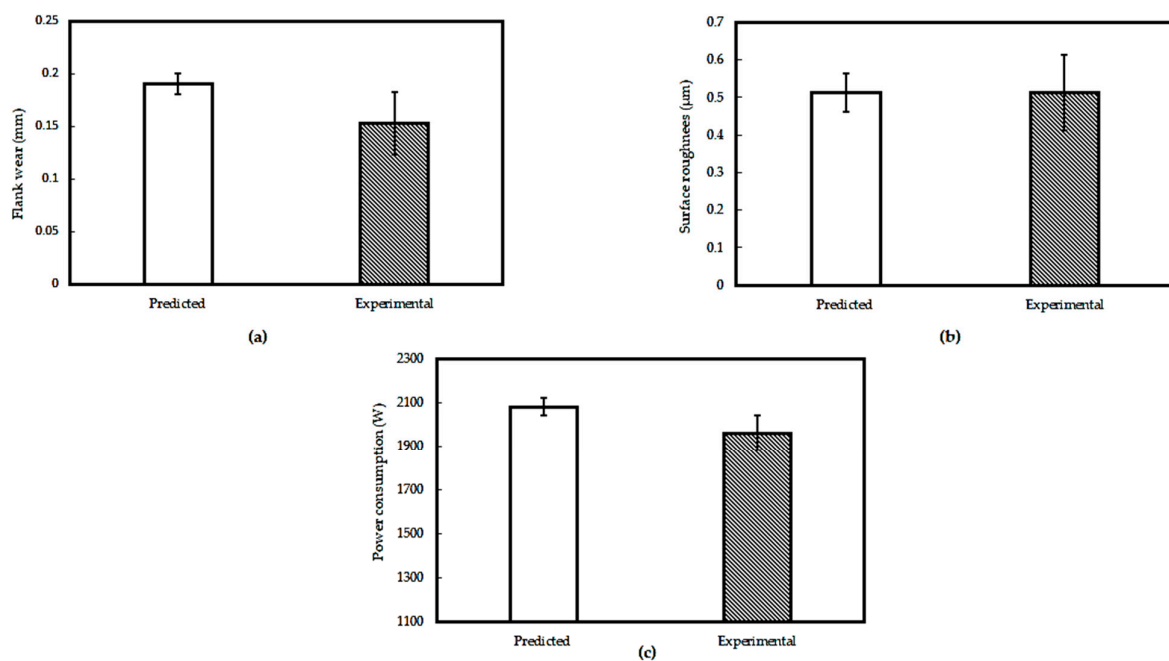 0.25
0.2
0.15
0.1
0.05
0
Flank wear (mm)
Predicted
Experimental
(a)
0.7
0.6
0.5
0.4
0.3
0.2
0.1
0
Surface roughnees (µm)
Predicted
Experimental
(b)
2300
2100
1900
1700
1500
1300
1100
Power consumption (W)
Predicted
Experimental
(c)